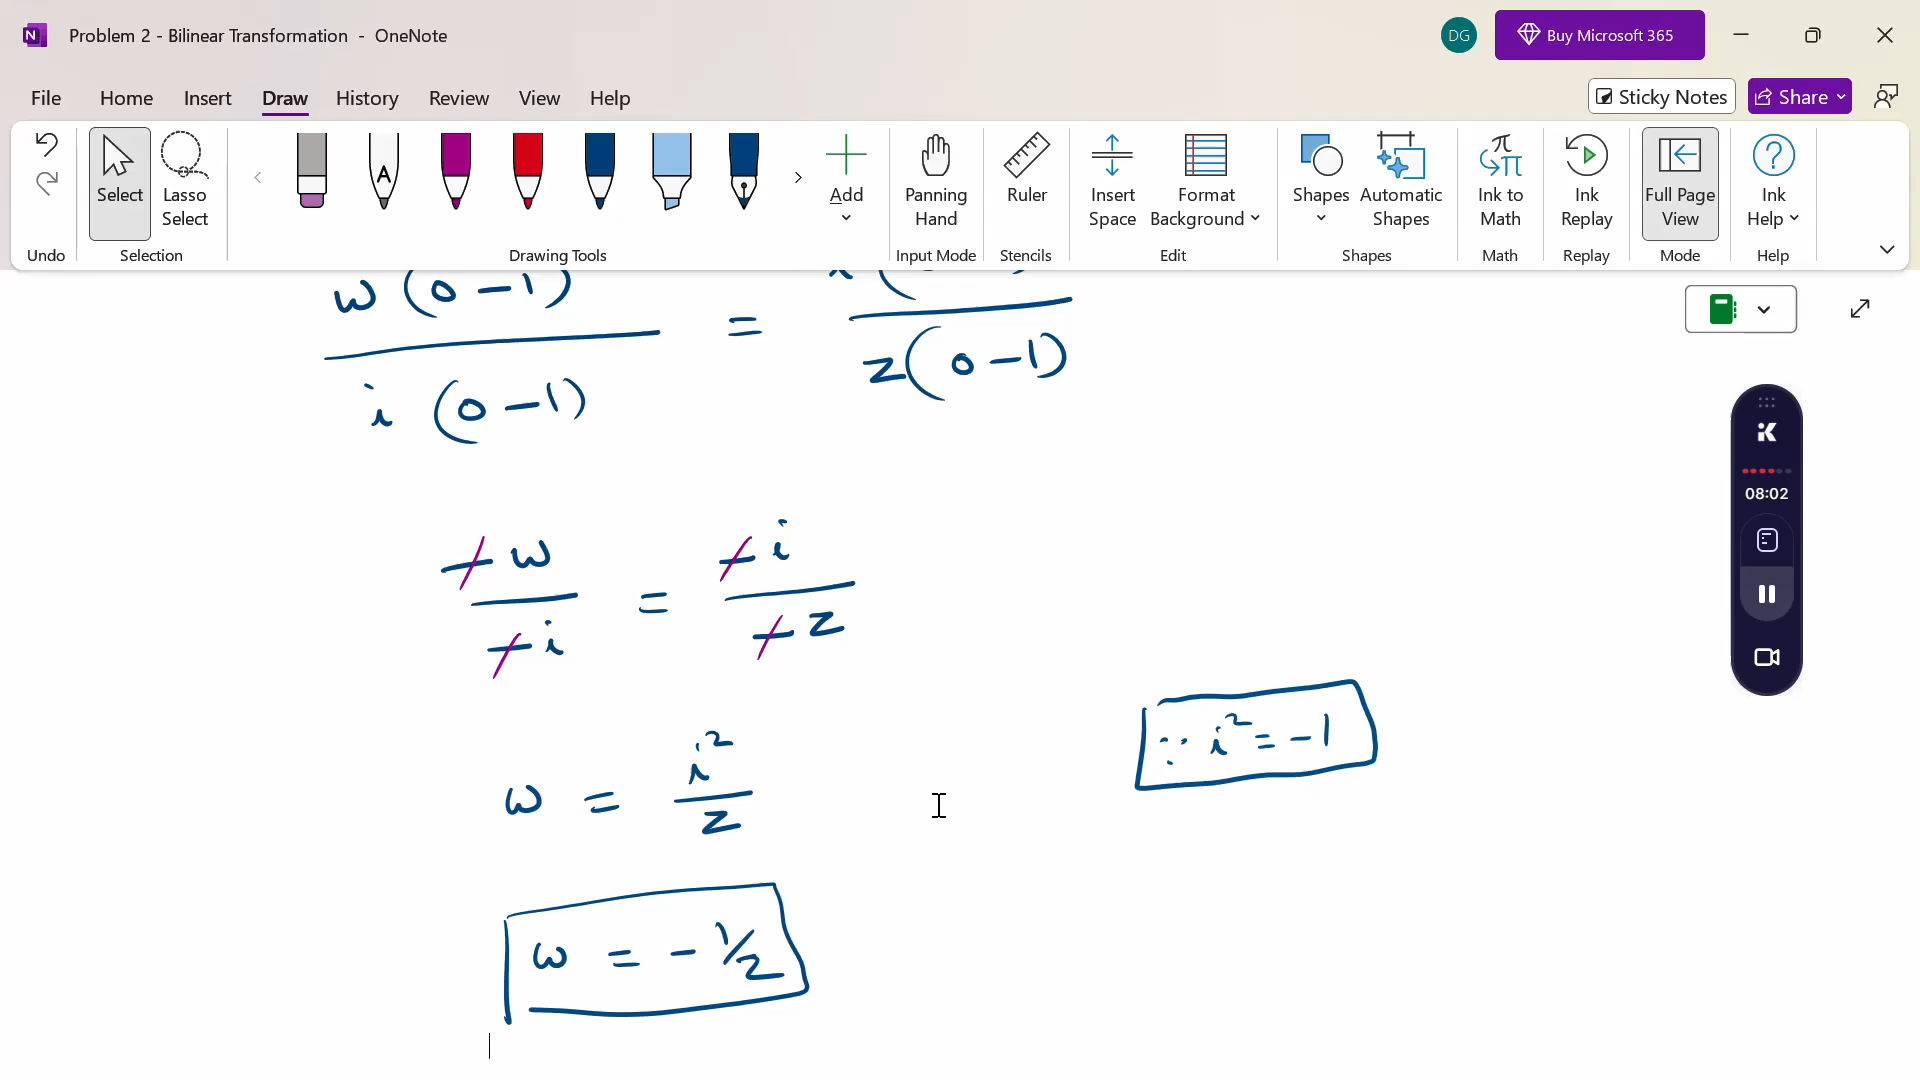 Problem 2 - Bilinear Transformation - OneNote
DG
Buy Microsoft 365
File Home Insert Draw History Review View Help
Sticky Notes
Share
Select
Lasso Select
A
Add
Panning Hand
Ruler
Insert Space
Format Background
Shapes
Automatic Shapes
Ink to Math
Ink Replay
Full Page View
Ink Help
Undo
Selection
Drawing Tools
Input Mode
Stencils
Edit
Shapes
Math
Replay
Mode
Help
w (0 - 1)
=
i (0 - 1)
z (0 - 1)
08:02
-w / -i = -i / -z
w = i² / z
∵ i² = -1
w = - 1/z